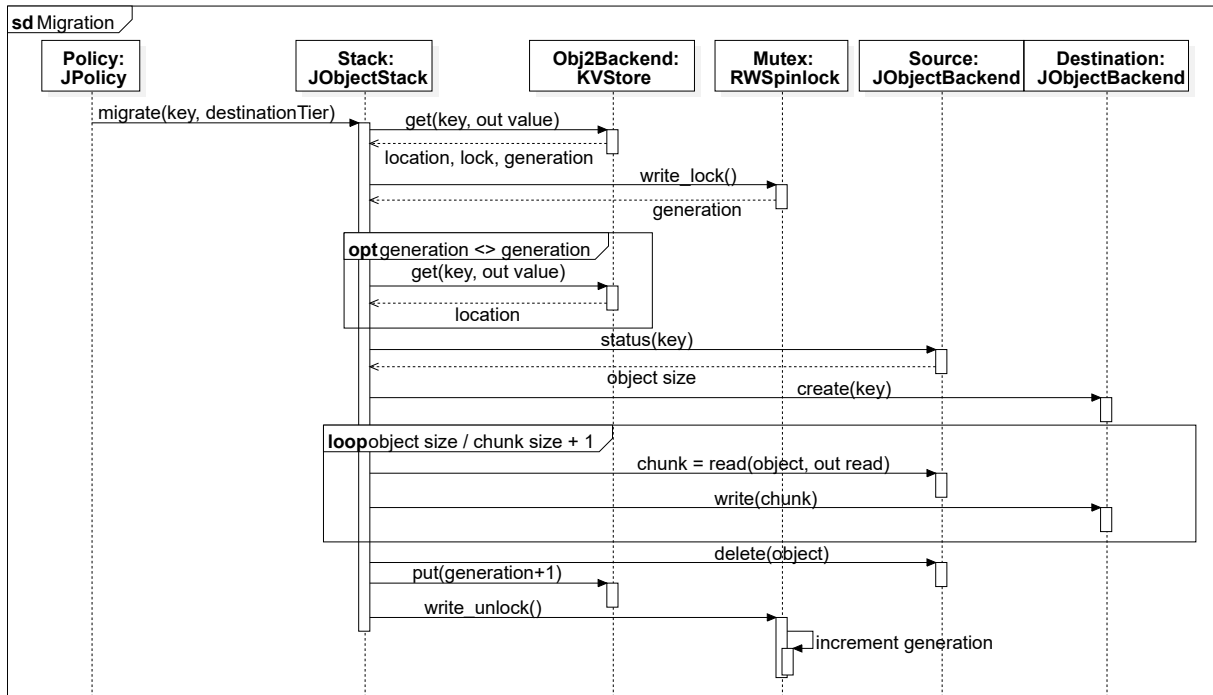 sd Migration
Policy:
JPolicy
Stack:
JObjectStack
Obj2Backend:
KVStore
Mutex:
RWSpinlock
Source:
JObjectBackend
Destination:
JObjectBackend
migrate(key, destinationTier)
get(key, out value)
location, lock, generation
write_lock()
generation
opt generation <> generation
get(key, out value)
location
status(key)
object size
create(key)
loop object size / chunk size + 1
chunk = read(object, out read)
write(chunk)
delete(object)
put(generation+1)
write_unlock()
increment generation